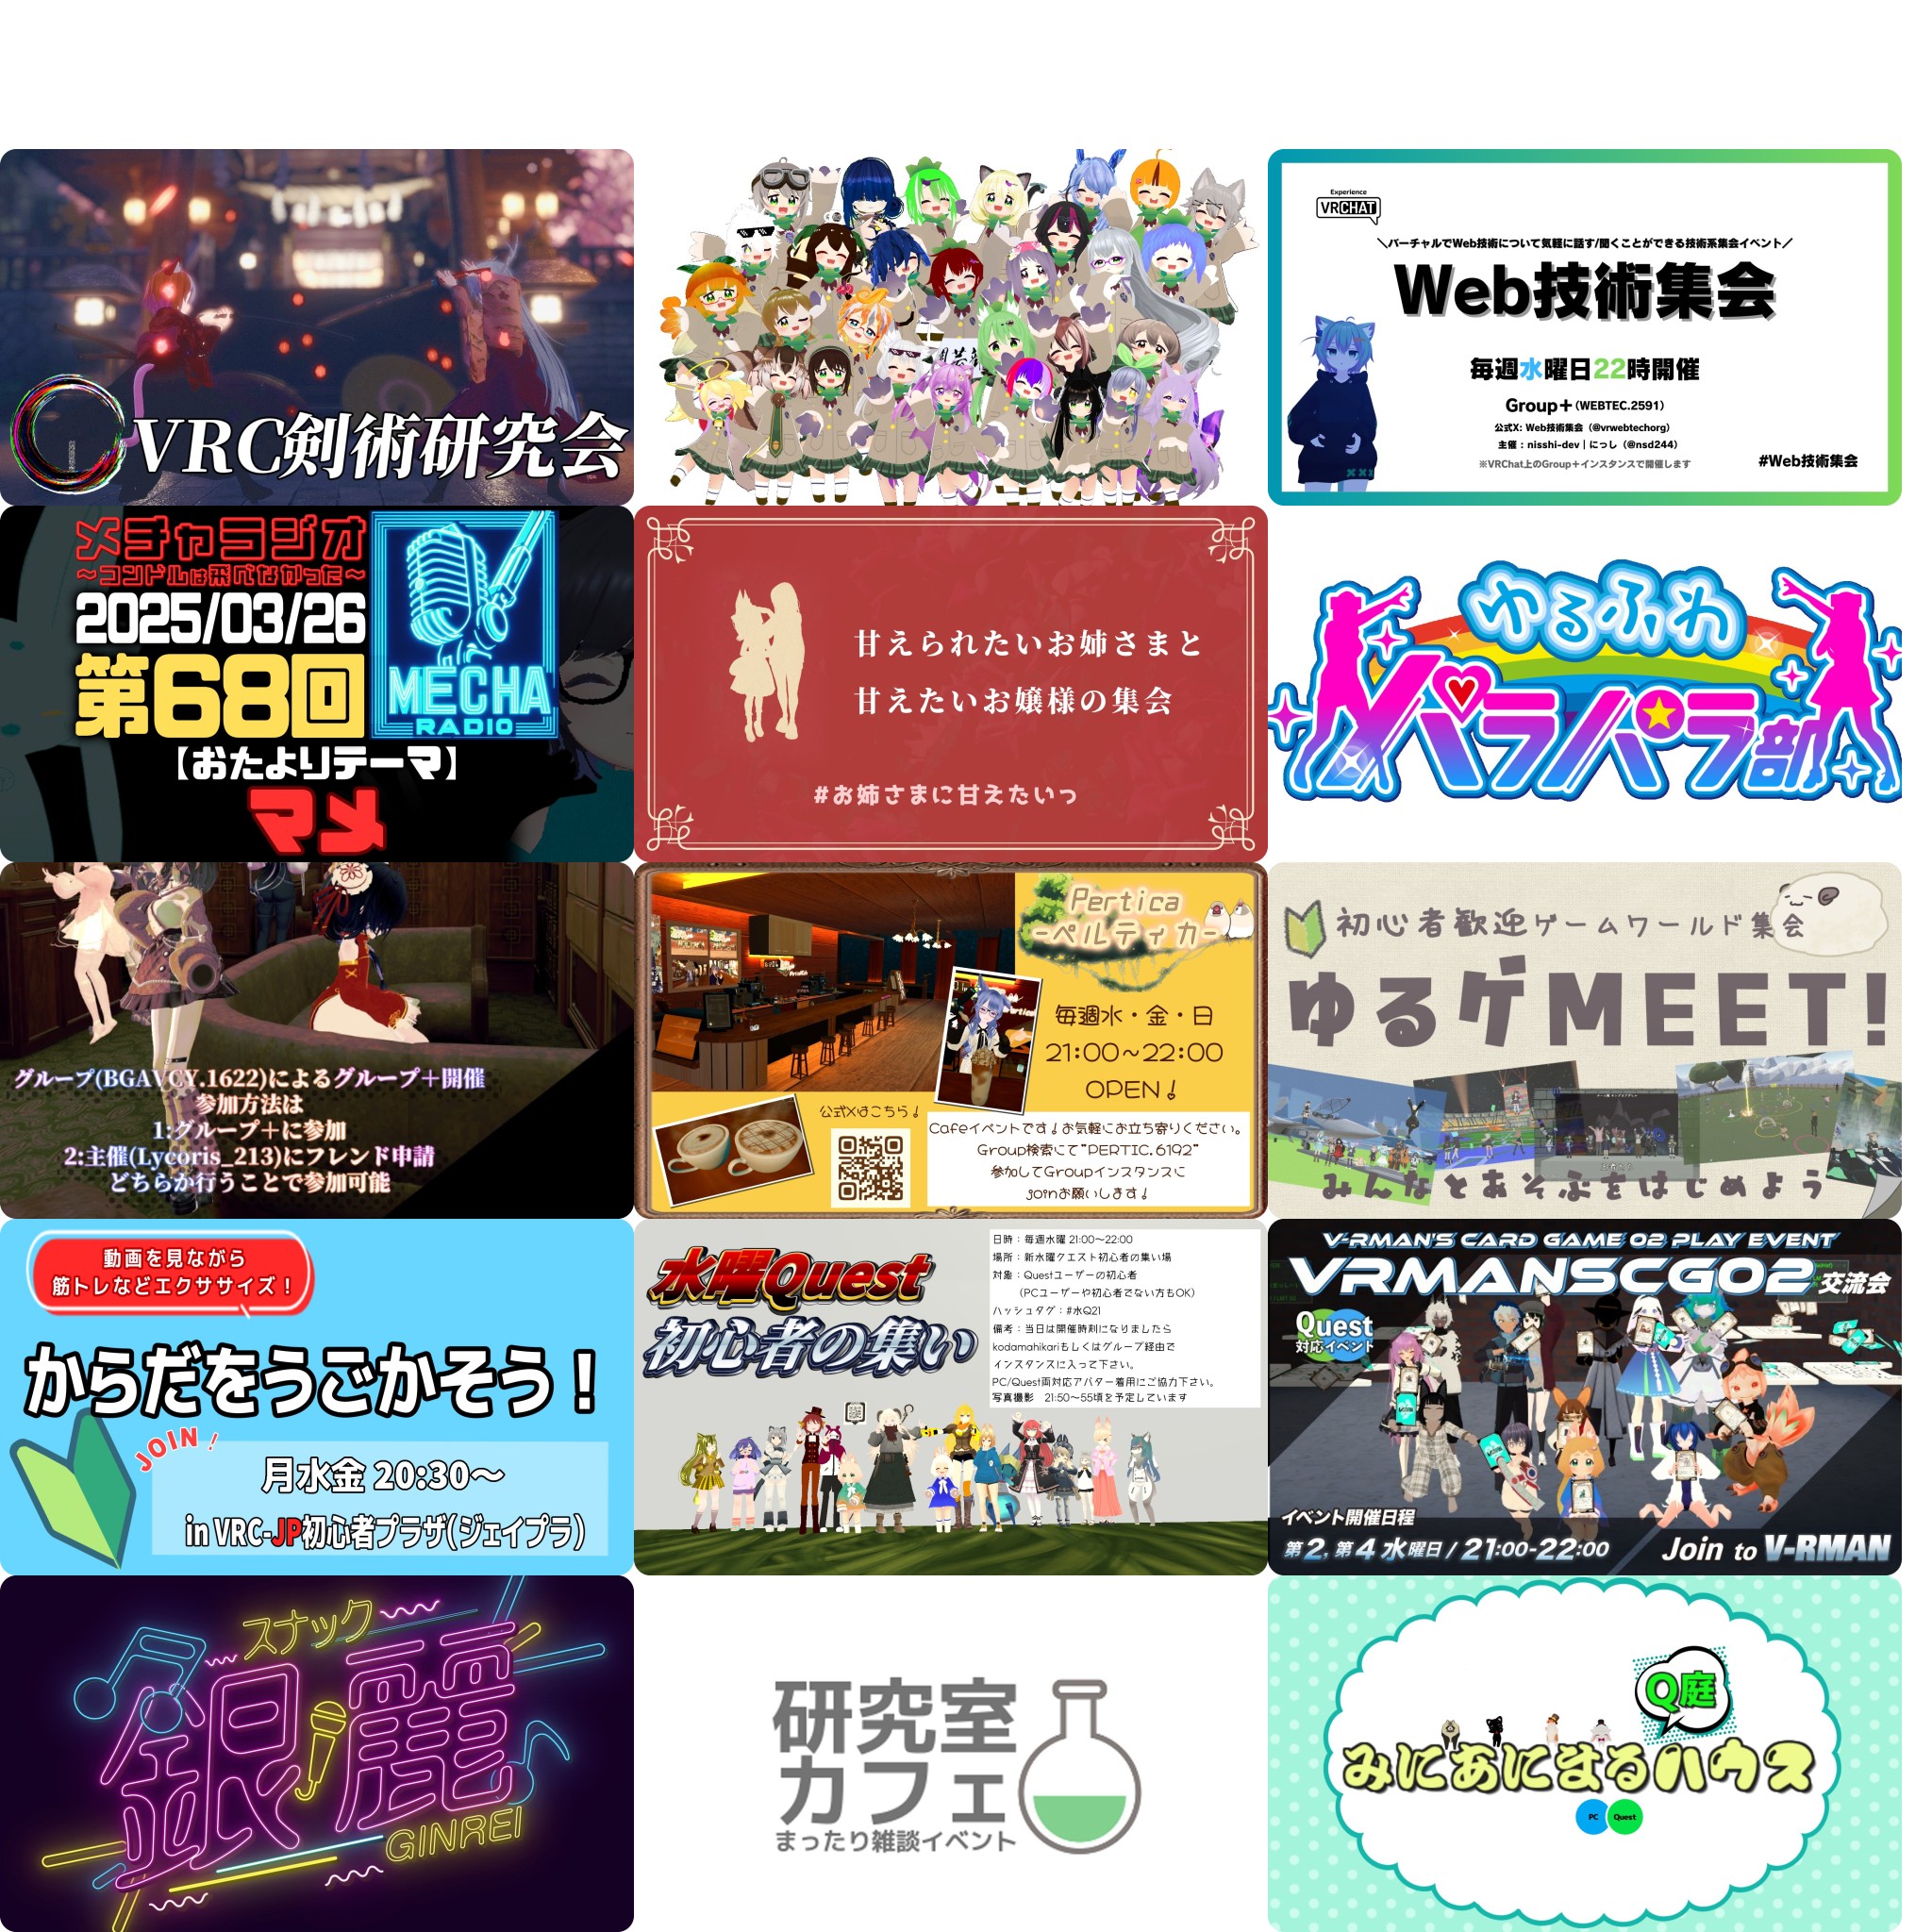 VRC剣術研究会
Experience
VRCHAT
＼バーチャルでWeb技術について気軽に話す/聞くことができる技術系集会イベント／
Web技術集会
毎週水曜日22時開催
Group＋(WEBTEC.2591)
公式X: Web技術集会（@vrwebtechorg）
主催：nisshi-dev｜にっし（@nsd244）
※VRChat上のGroup＋インスタンスで開催します
#Web技術集会
メチャラジオ
～コンドルは飛べなかった～
2025/03/26
第68回
MECHA
RADIO
【おたよりテーマ】
マメ
甘えられたいお姉さまと
甘えたいお嬢様の集会
#お姉さまに甘えたいっ
ゆるふわ
パラパラ部
グループ(BGAVCY.1622)によるグループ＋開催
参加方法は
1:グループ＋に参加
2:主催(Lycoris_213)にフレンド申請
どちらか行うことで参加可能
Pertica
-ペルティカ-
毎週水・金・日
21:00～22:00
OPEN！
公式Xはこちら！
Cafeイベントです！お気軽にお立ち寄りください。
Group検索にて"PERTIC.6192"
参加してGroupインスタンスに
joinお願いします！
初心者歓迎ゲームワールド集会
ゆるゲMEET!
みんなとあそぶをはじめよう
動画を見ながら
筋トレなどエクササイズ！
からだをうごかそう！
JOIN！
月水金 20:30～
in VRC-JP初心者プラザ(ジェイプラ)
水曜Quest
初心者の集い
日時：毎週水曜 21:00～22:00
場所：新水曜クエスト初心者の集い場
対象：Questユーザーの初心者
（PCユーザーや初心者でない方もOK）
ハッシュタグ：#水Q21
備考：当日は開催時刻になりましたら
kodamahikariもしくはグループ経由で
インスタンスに入って下さい。
PC/Quest両対応アバター着用にご協力下さい。
写真撮影　21:50～55頃を予定しています
V-RMAN'S CARD GAME 02 PLAY EVENT
VRMANSCG02交流会
Quest
対応イベント
イベント開催日程
第2, 第4 水曜日 / 21:00-22:00
Join to V-RMAN
スナック
銀麗
GINREI
研究室
カフェ
まったり雑談イベント
Q庭
みにあにまるハウス
PC
Quest